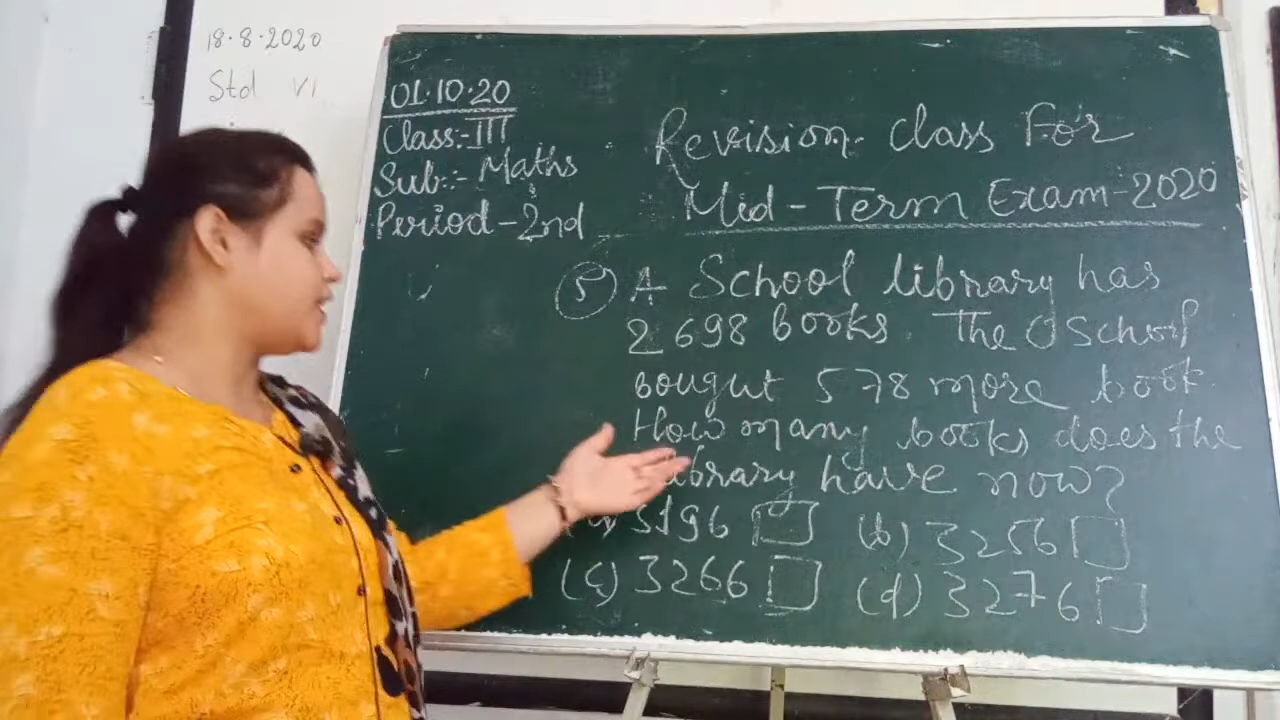 18.8.2020
Std VI
01.10.20
Class:-III
Sub:- Maths
Period-2nd
Revision Class For
Mid-Term Exam-2020
(5) A School library has
2698 books. The School
bought 578 more book.
How many books does the
library have now?
3196 □ (b) 3256 □
(c) 3266 □ (d) 3276 □